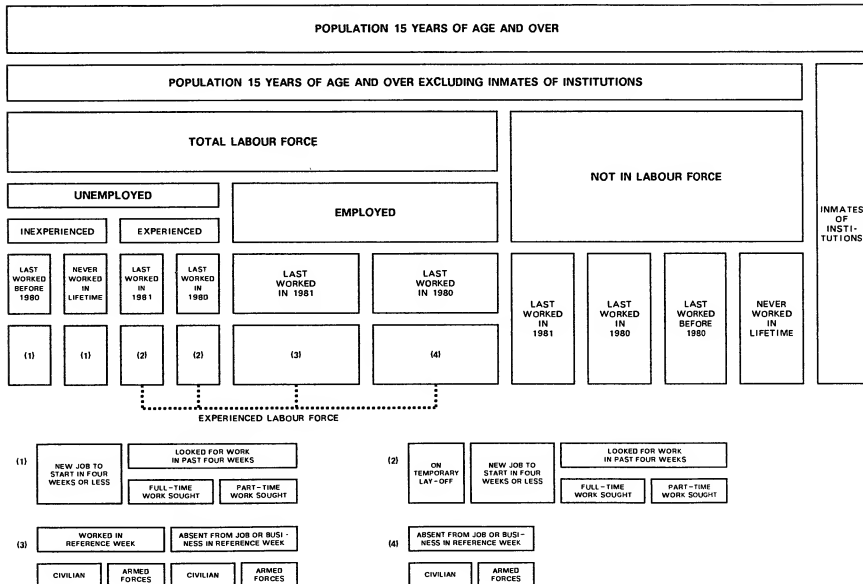 POPULATION 15 YEARS OF AGE AND OVER
POPULATION 15 YEARS OF AGE AND OVER EXCLUDING INMATES OF INSTITUTIONS
INMATES
OF
INSTI-
TUTIONS
TOTAL LABOUR FORCE
NOT IN LABOUR FORCE
UNEMPLOYED
EMPLOYED
INEXPERIENCED
EXPERIENCED
LAST
WORKED
BEFORE
1980
NEVER
WORKED
IN
LIFETIME
LAST
WORKED
IN
1981
LAST
WORKED
IN
1980
LAST
WORKED
IN 1981
LAST
WORKED
IN 1980
LAST
WORKED
IN
1981
LAST
WORKED
IN
1980
LAST
WORKED
BEFORE
1980
NEVER
WORKED
IN
LIFETIME
(1)
(1)
(2)
(2)
(3)
(4)
EXPERIENCED LABOUR FORCE
(1)
NEW JOB TO
START IN FOUR
WEEKS OR LESS
LOOKED FOR WORK
IN PAST FOUR WEEKS
FULL-TIME
WORK SOUGHT
PART-TIME
WORK SOUGHT
(2)
ON
TEMPORARY
LAY-OFF
NEW JOB TO
START IN FOUR
WEEKS OR LESS
LOOKED FOR WORK
IN PAST FOUR WEEKS
FULL-TIME
WORK SOUGHT
PART-TIME
WORK SOUGHT
(3)
WORKED IN
REFERENCE WEEK
ABSENT FROM JOB OR BUSI-
NESS IN REFERENCE WEEK
CIVILIAN
ARMED
FORCES
CIVILIAN
ARMED
FORCES
(4)
ABSENT FROM JOB OR BUSI-
NESS IN REFERENCE WEEK
CIVILIAN
ARMED
FORCES